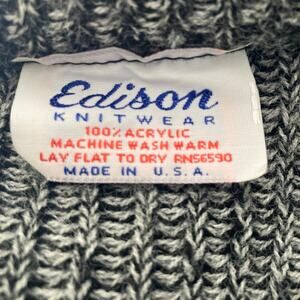 Edison
KNITWEAR
100% ACRYLIC
MACHINE WASH WARM
LAY FLAT TO DRY RN56590
MADE IN U.S.A.